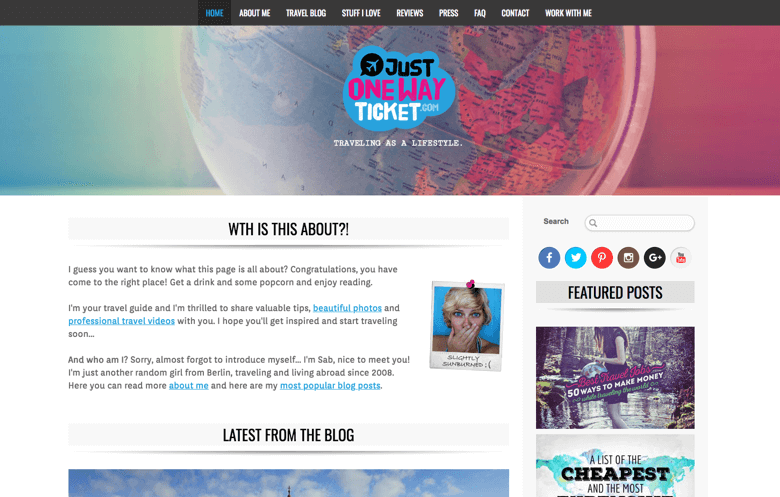 HOME ABOUT ME TRAVEL BLOG STUFF I LOVE REVIEWS PRESS FAQ CONTACT WORK WITH ME
JUST
ONE WAY
TICKET.COM
TRAVELING AS A LIFESTYLE.
WTH IS THIS ABOUT?!
I guess you want to know what this page is all about? Congratulations, you have
come to the right place! Get a drink and some popcorn and enjoy reading.
I'm your travel guide and I'm thrilled to share valuable tips, beautiful photos and
professional travel videos with you. I hope you'll get inspired and start traveling
soon...
And who am I? Sorry, almost forgot to introduce myself... I'm Sab, nice to meet you!
I'm just another random girl from Berlin, traveling and living abroad since 2008.
Here you can read more about me and here are my most popular blog posts.
SLIGHTLY
SUNBURNED :(
LATEST FROM THE BLOG
Search
You Tube
FEATURED POSTS
Best Travel Jobs
50 WAYS TO MAKE MONEY
while traveling the world
A LIST OF THE
CHEAPEST
AND THE MOST